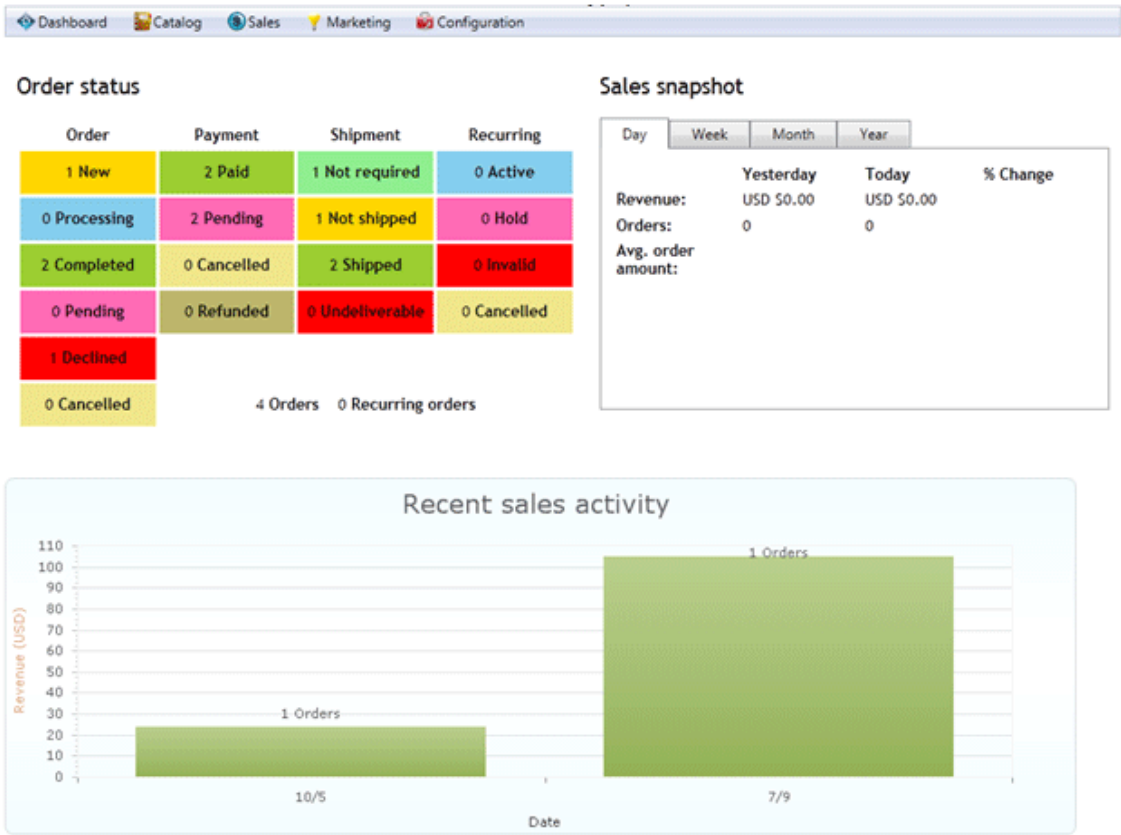 Dashboard Catalog Sales Marketing Configuration
Order status
Order Payment Shipment Recurring
1 New 2 Paid 1 Not required 0 Active
0 Processing 2 Pending 1 Not shipped 0 Hold
2 Completed 0 Cancelled 2 Shipped 0 Invalid
0 Pending 0 Refunded 0 Undeliverable 0 Cancelled
1 Declined
0 Cancelled 4 Orders 0 Recurring orders
Sales snapshot
Day Week Month Year
Yesterday Today % Change
Revenue: USD $0.00 USD $0.00
Orders: 0 0
Avg. order
amount:
Recent sales activity
Revenue (USD)
110
100
90
80
70
60
50
40
30
20
10
0
1 Orders
1 Orders
10/5 7/9
Date